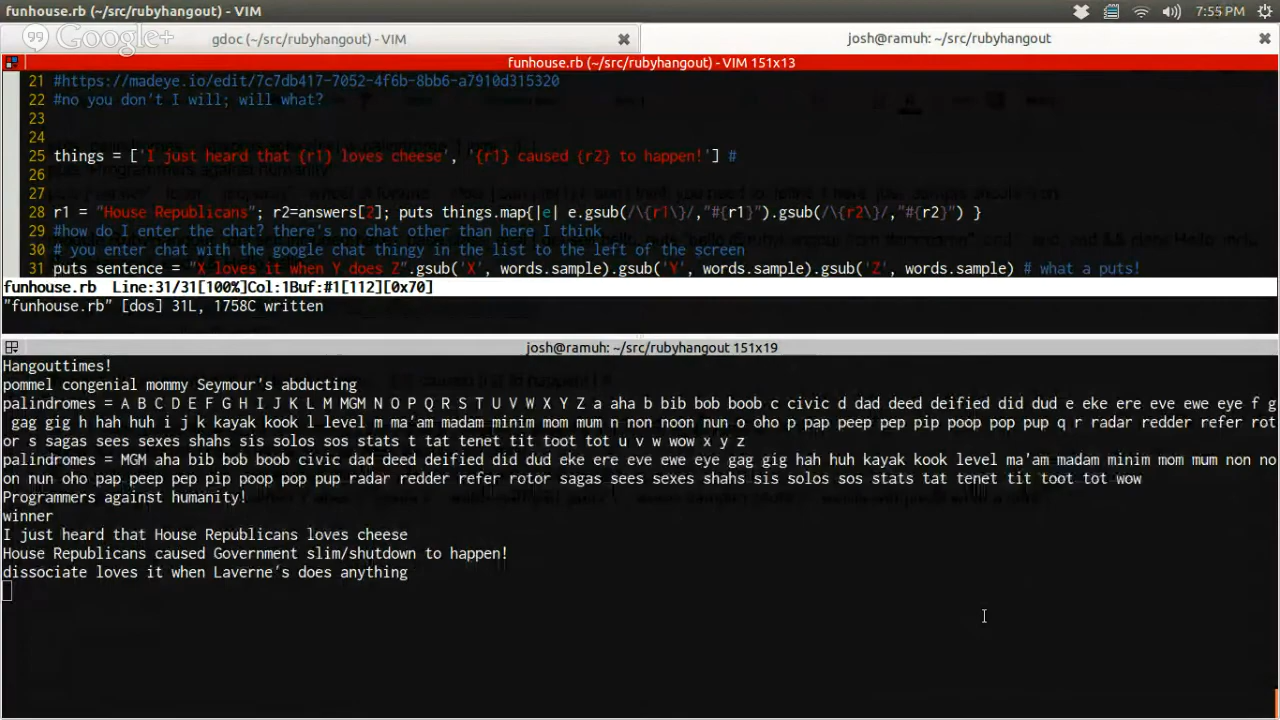 funhouse.rb (~/src/rubyhangout) - VIM
7:55 PM
Google+
gdoc (~/src/rubyhangout) - VIM
josh@ramuh: ~/src/rubyhangout
funhouse.rb (~/src/rubyhangout) - VIM 151x13
21 #https://madeye.io/edit/7c7db417-7052-4f6b-8bb6-a7910d315320
22 #no you don't I will; will what?
23
24
25 things = ['I just heard that {r1} loves cheese', '{r1} caused {r2} to happen!'] #
26
27
28 r1 = "House Republicans"; r2=answers[2]; puts things.map{|e| e.gsub(/\{r1\}/,"#{r1}").gsub(/\{r2\}/,"#{r2}") }
29 #how do I enter the chat? there's no chat other than here I think
30 # you enter chat with the google chat thingy in the list to the left of the screen
31 puts sentence = "X loves it when Y does Z".gsub('X', words.sample).gsub('Y', words.sample).gsub('Z', words.sample) # what a puts!
funhouse.rb Line:31/31[100%]Col:1Buf:#1[112][0x70]
"funhouse.rb" [dos] 31L, 1758C written
josh@ramuh: ~/src/rubyhangout 151x19
Hangouttimes!
pommel congenial mommy Seymour's abducting
palindromes = A B C D E F G H I J K L M MGM N O P Q R S T U V W X Y Z a aha b bib bob boob c civic d dad deed deified did dud e eke ere eve ewe eye f g
gag gig h hah huh i j k kayak kook l level m ma'am madam minim mom mum n non noon nun o oho p pap peep pep pip poop pop pup q r radar redder refer rot
or s sagas sees sexes shahs sis solos sos stats t tat tenet tit toot tot u v w wow x y z
palindromes = MGM aha bib bob boob civic dad deed deified did dud eke ere eve ewe eye gag gig hah huh kayak kook level ma'am madam minim mom mum non no
on nun oho pap peep pep pip poop pop pup radar redder refer rotor sagas sees sexes shahs sis solos sos stats tat tenet tit toot tot wow
Programmers against humanity!
winner
I just heard that House Republicans loves cheese
House Republicans caused Government slim/shutdown to happen!
dissociate loves it when Laverne's does anything